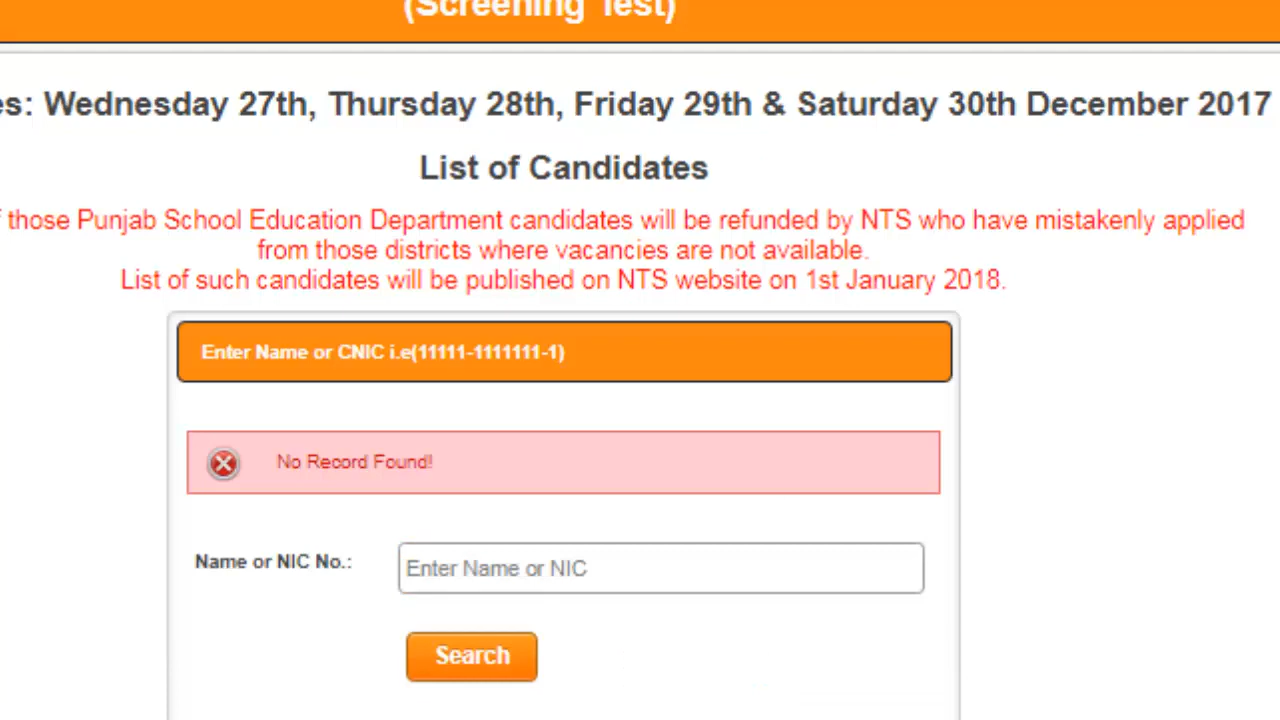 (Screening Test)
es: Wednesday 27th, Thursday 28th, Friday 29th & Saturday 30th December 2017
List of Candidates
those Punjab School Education Department candidates will be refunded by NTS who have mistakenly applied
from those districts where vacancies are not available.
List of such candidates will be published on NTS website on 1st January 2018.
Enter Name or CNIC i.e(11111-1111111-1)
No Record Found!
Name or NIC No.:
Enter Name or NIC
Search